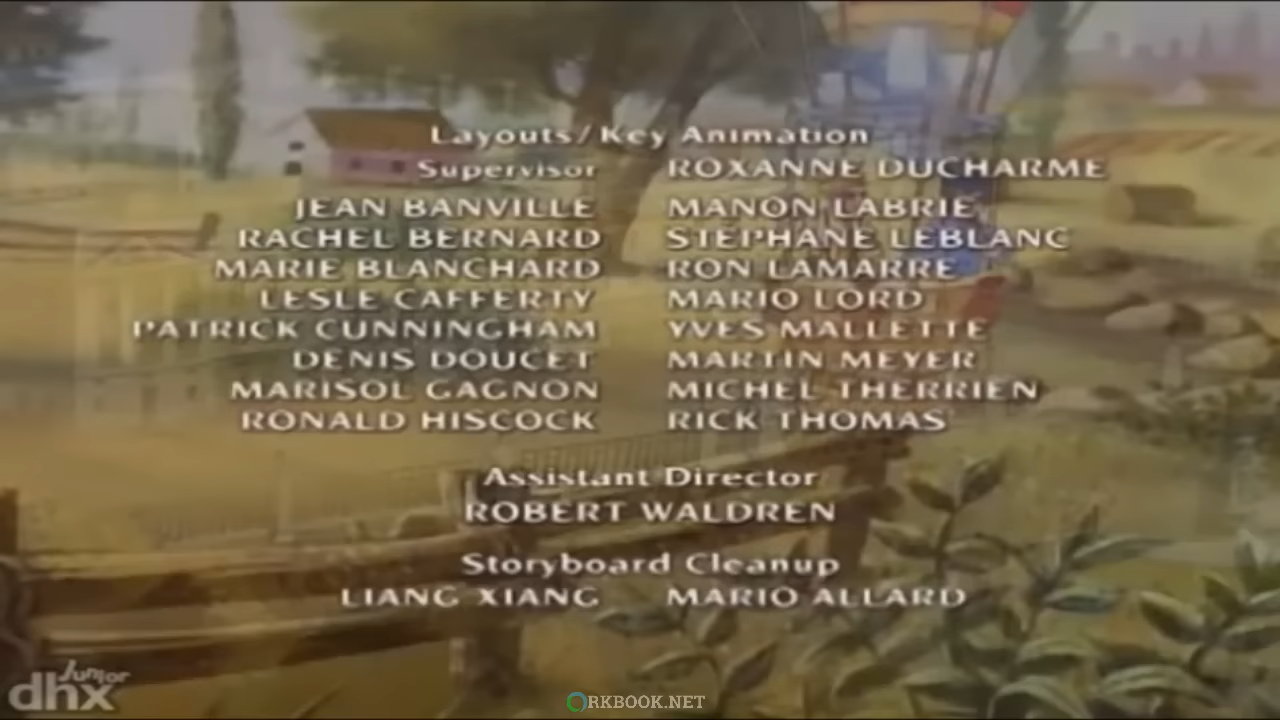 Layouts/Key Animation
Supervisor ROXANNE DUCHARME
JEAN BANVILLE MANON LABRIE
RACHEL BERNARD STEPHANE LEBLANC
MARIE BLANCHARD RON LAMARRE
LESLE CAFFERTY MARIO LORD
PATRICK CUNNINGHAM YVES MALLETTE
DENIS DOUCET MARTIN MEYER
MARISOL GAGNON MICHEL THERRIEN
RONALD HISCOCK RICK THOMAS
Assistant Director
ROBERT WALDREN
Storyboard Cleanup
LIANG XIANG MARIO ALLARD
Junior
dhx
ORKBOOK.NET